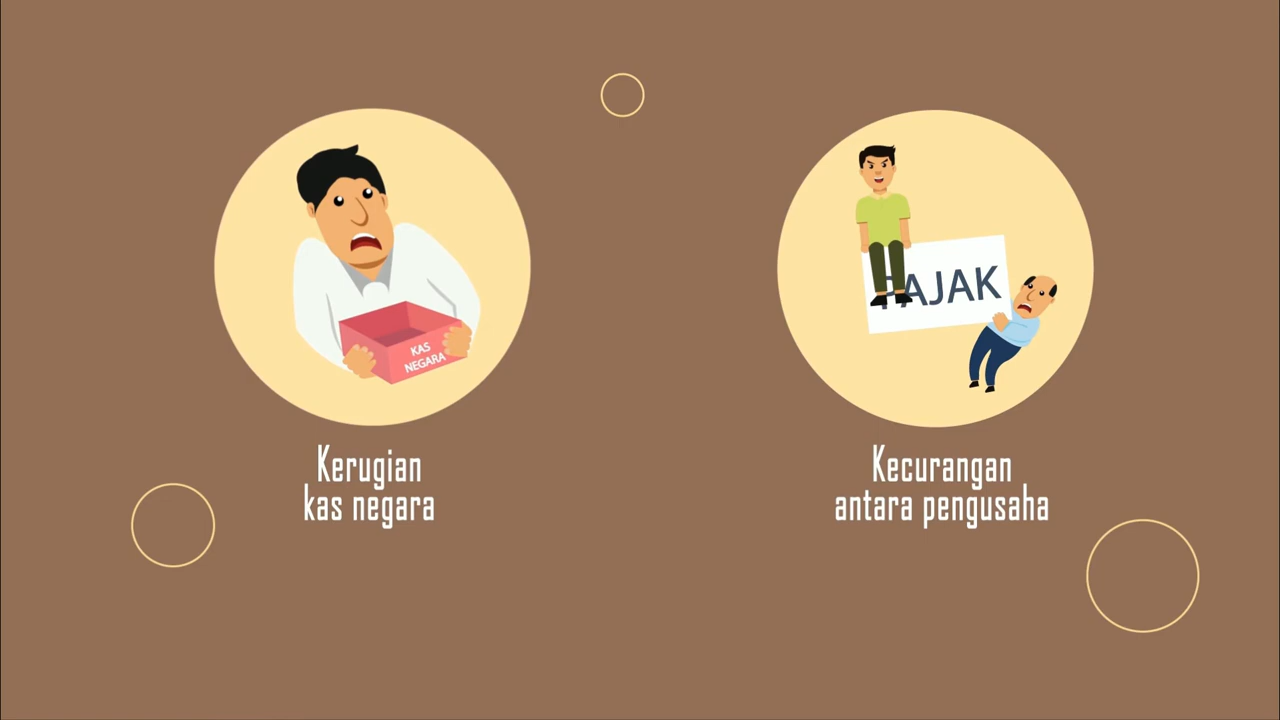 KAS
NEGARA
PAJAK
Kerugian
kas negara
Kecurangan
antara pengusaha